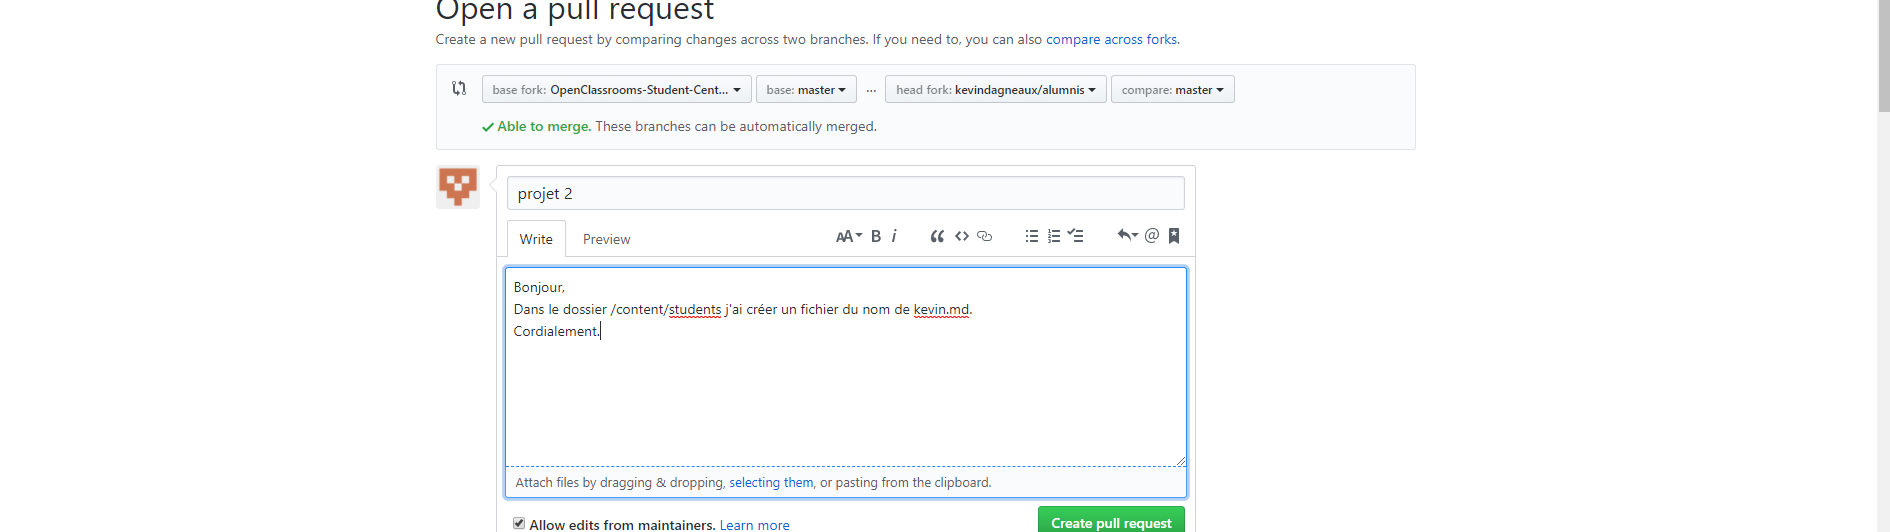 Open a pull request
Create a new pull request by comparing changes across two branches. If you need to, you can also compare across forks.
base fork: OpenClassrooms-Student-Cent... base: master ... head fork: kevindagneaux/alumnis compare: master
Able to merge. These branches can be automatically merged.
projet 2
Write Preview AA B i @
Bonjour,
Dans le dossier /content/students j'ai créer un fichier du nom de kevin.md.
Cordialement.
Attach files by dragging & dropping, selecting them, or pasting from the clipboard.
Allow edits from maintainers. Learn more Create pull request